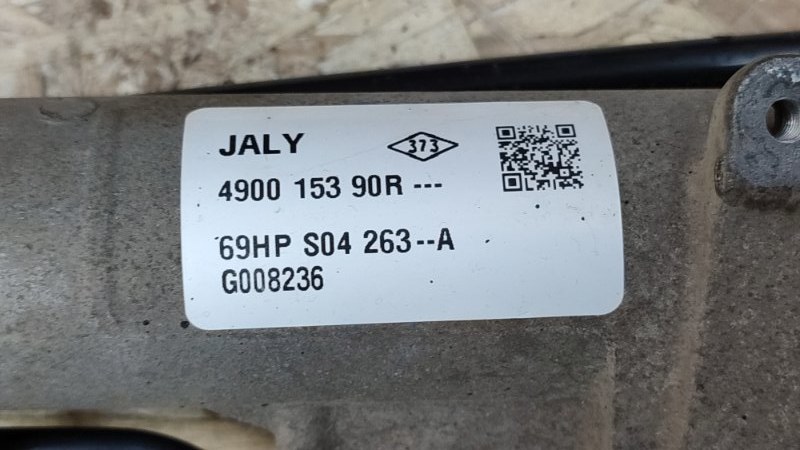 JALY 373
4900 153 90R ---
69HP S04 263--A
G008236